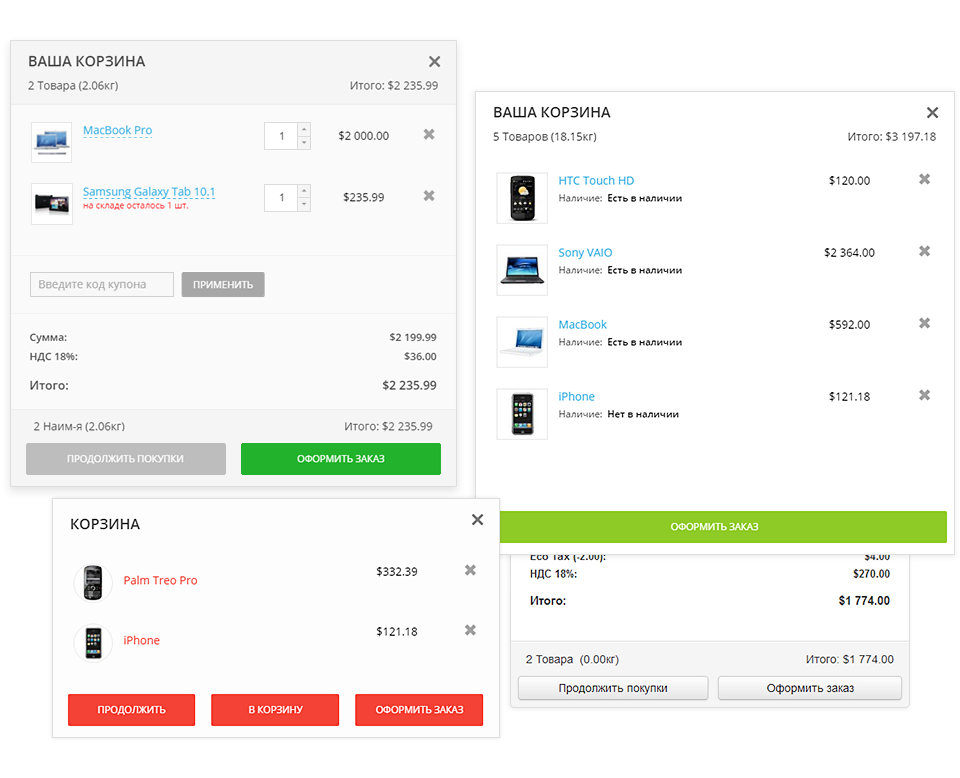 ВАША КОРЗИНА
2 Товара (2.06кг) Итого: $2 235.99
MacBook Pro 1 $2 000.00
Samsung Galaxy Tab 10.1 1 $235.99
на складе осталось 1 шт.
Введите код купона ПРИМЕНИТЬ
Сумма: $2 199.99
НДС 18%: $36.00
Итого: $2 235.99
2 Наим-я (2.06кг) Итого: $2 235.99
ПРОДОЛЖИТЬ ПОКУПКИ ОФОРМИТЬ ЗАКАЗ
ВАША КОРЗИНА
5 Товаров (18.15кг) Итого: $3 197.18
HTC Touch HD $120.00
Наличие: Есть в наличии
Sony VAIO $2 364.00
Наличие: Есть в наличии
MacBook $592.00
Наличие: Есть в наличии
iPhone $121.18
Наличие: Нет в наличии
ОФОРМИТЬ ЗАКАЗ
КОРЗИНА
Palm Treo Pro $332.39
iPhone $121.18
ПРОДОЛЖИТЬ В КОРЗИНУ ОФОРМИТЬ ЗАКАЗ
Eco Tax (-2.00): $4.00
НДС 18%: $270.00
Итого: $1 774.00
2 Товара (0.00кг) Итого: $1 774.00
Продолжить покупки Оформить заказ